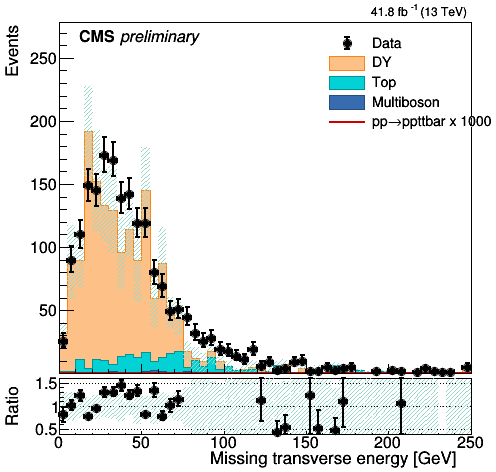 41.8 fb⁻¹ (13 TeV)
CMS preliminary
Events
250
200
150
100
50
Data
DY
Top
Multiboson
pp→ppttbar x 1000
Ratio
1.5
1
0.5
0 50 100 150 200 250
Missing transverse energy [GeV]